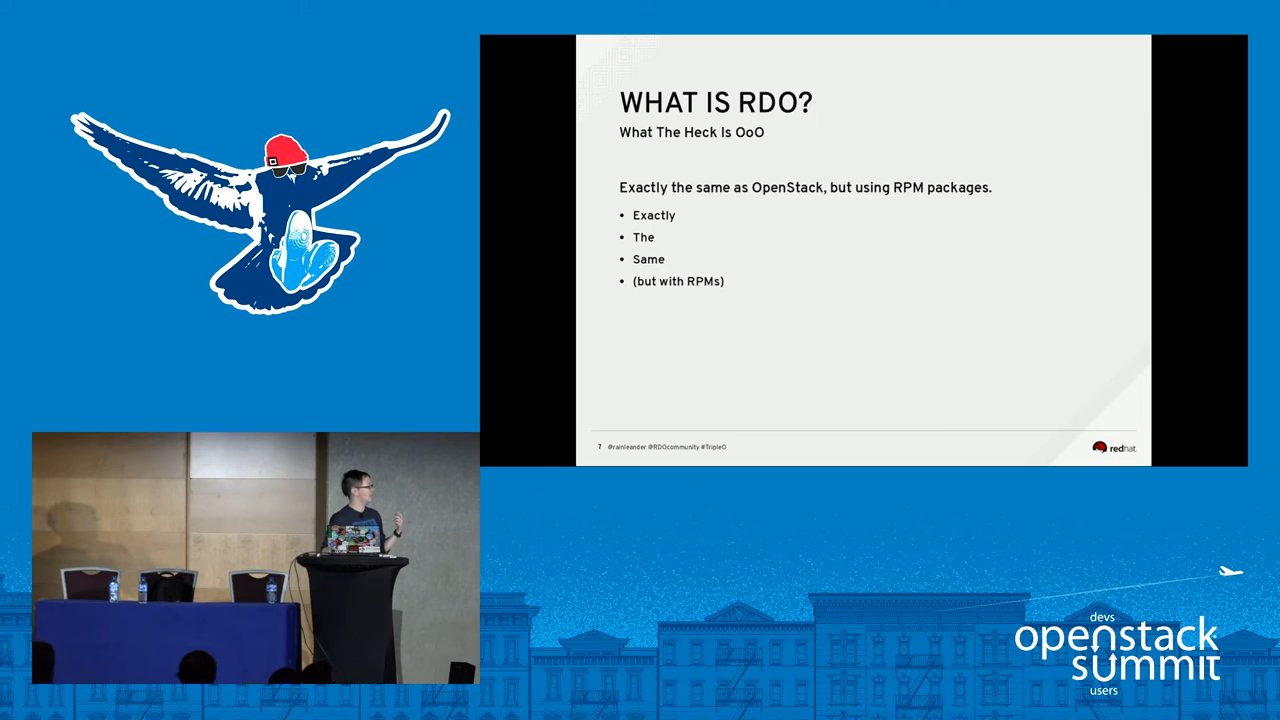 WHAT IS RDO?
What The Heck Is OoO
Exactly the same as OpenStack, but using RPM packages.
• Exactly
• The
• Same
• (but with RPMs)
7 @rainleander @RDOcommunity #TripleO
redhat.
devs
openstack
summit
users